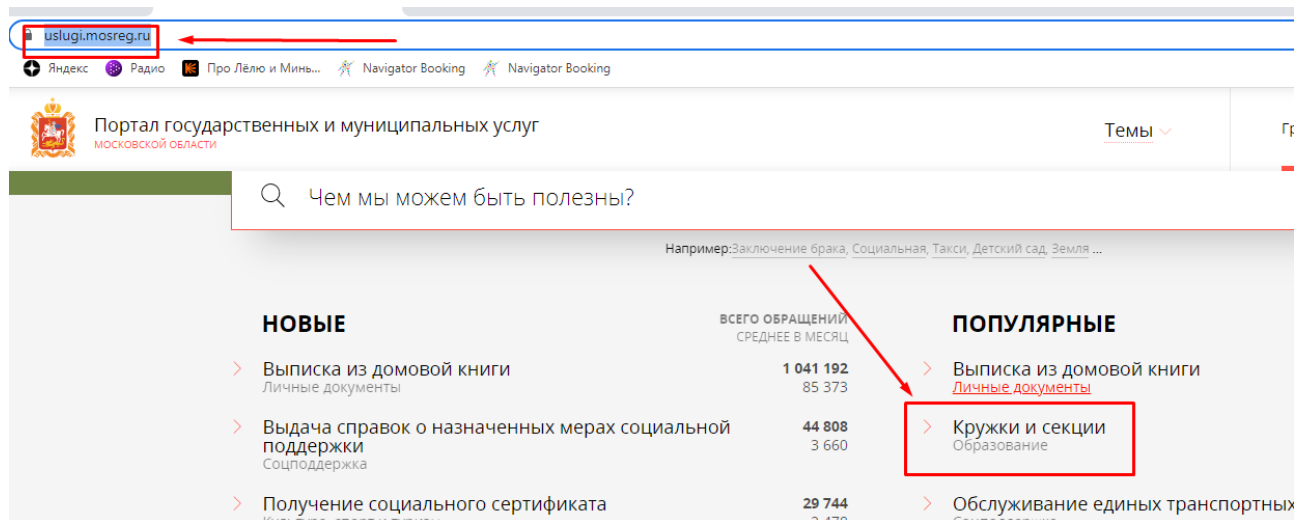 uslugi.mosreg.ru
Яндекс Радио Про Лёлю и Минь... Navigator Booking Navigator Booking
Портал государственных и муниципальных услуг
МОСКОВСКОЙ ОБЛАСТИ
Темы
Чем мы можем быть полезны?
Например:Заключение брака, Социальная, Такси, Детский сад, Земля ...
НОВЫЕ
ВСЕГО ОБРАЩЕНИЙ
СРЕДНЕЕ В МЕСЯЦ
Выписка из домовой книги
Личные документы
1 041 192
85 373
Выдача справок о назначенных мерах социальной
поддержки
Соцподдержка
44 808
3 660
Получение социального сертификата
29 744
ПОПУЛЯРНЫЕ
Выписка из домовой книги
Личные документы
Кружки и секции
Образование
Обслуживание единых транспортных